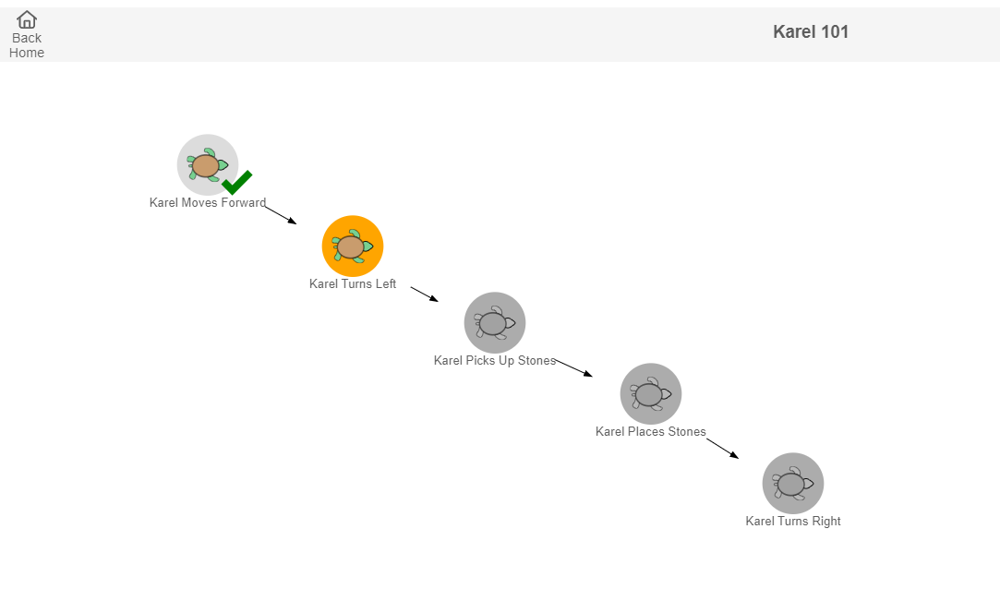 Back
Home
Karel 101
Karel Moves Forward
Karel Turns Left
Karel Picks Up Stones
Karel Places Stones
Karel Turns Right